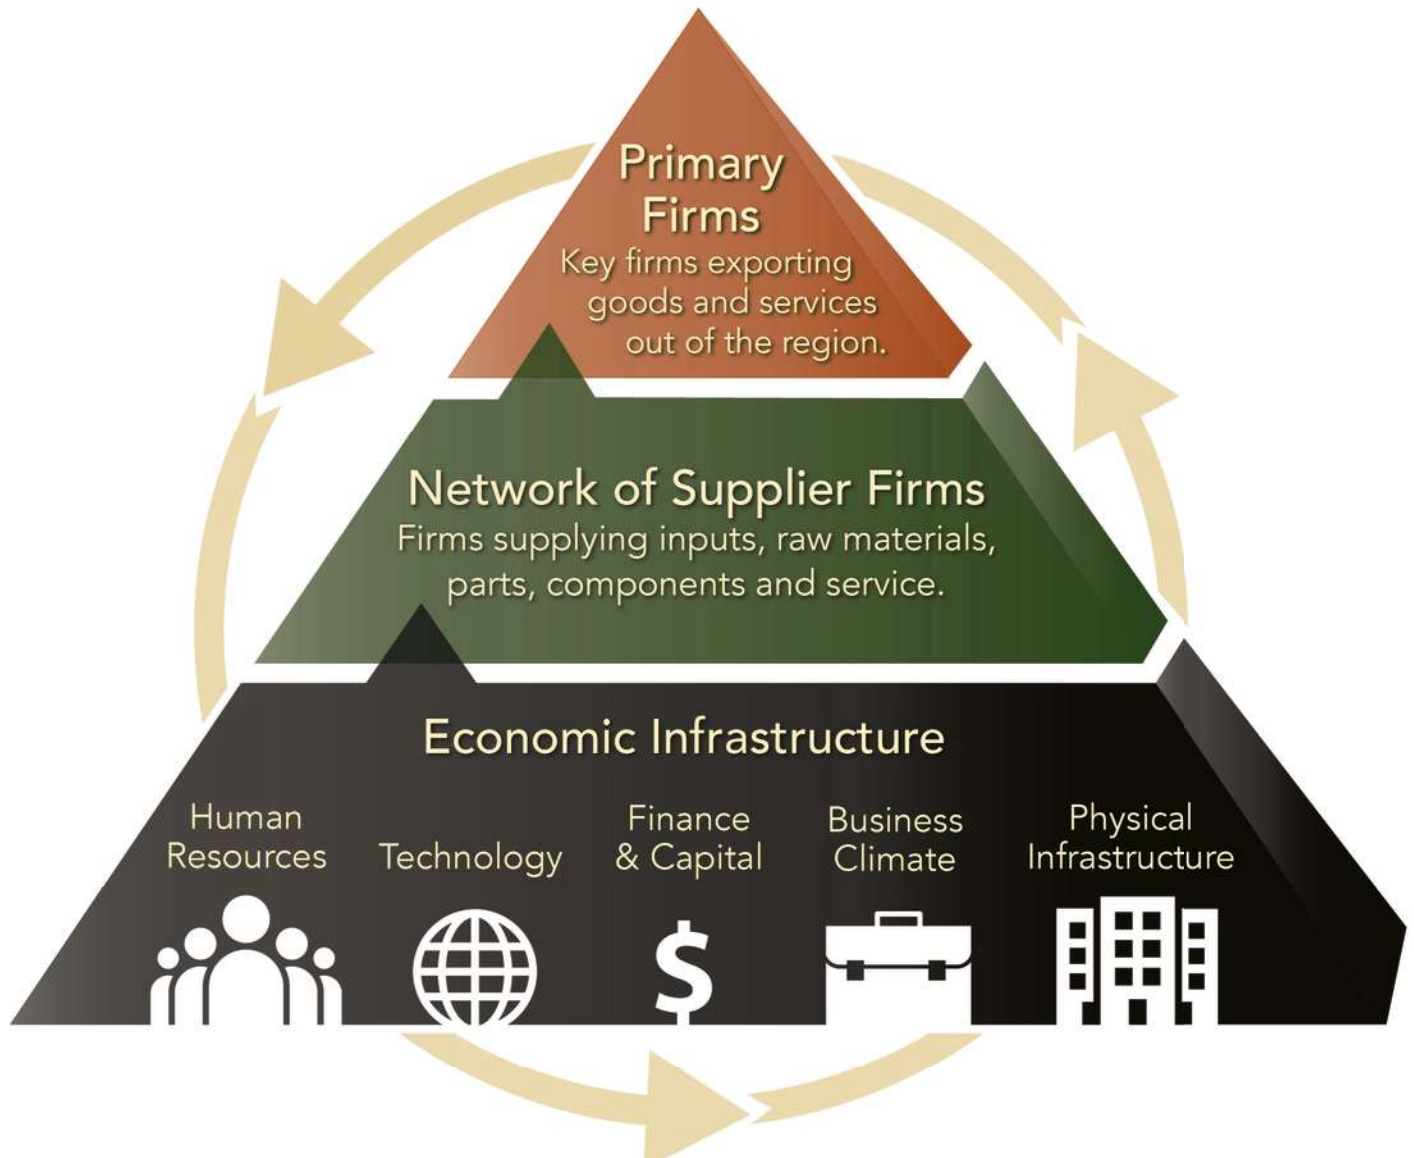 Primary
Firms
Key firms exporting
goods and services
out of the region.
Network of Supplier Firms
Firms supplying inputs, raw materials,
parts, components and service.
Economic Infrastructure
Human
Resources
Technology
Finance
& Capital
Business
Climate
Physical
Infrastructure
$